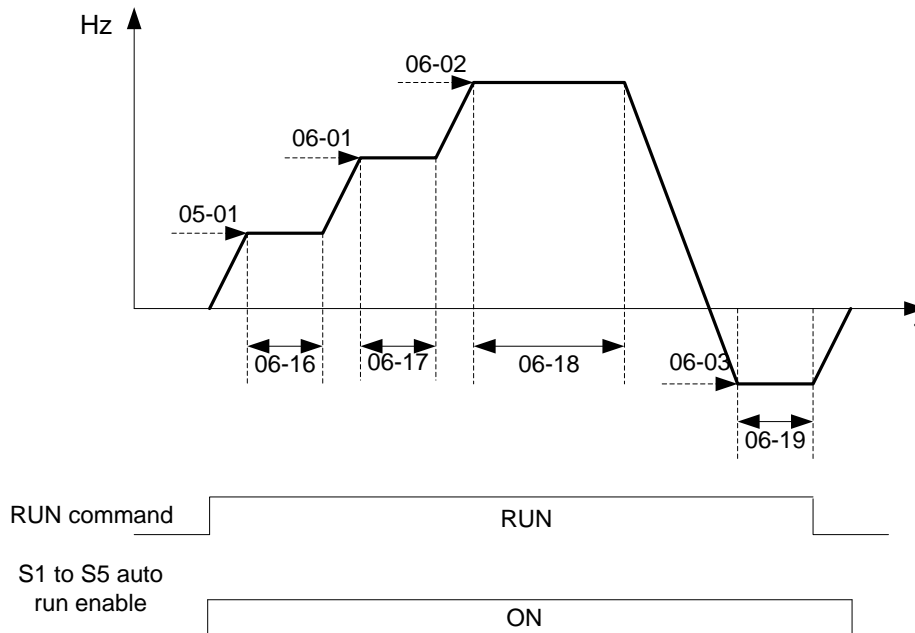 Hz
06-02
06-01
05-01
06-16
06-17
06-18
06-03
06-19
RUN command
RUN
S1 to S5 auto
run enable
ON